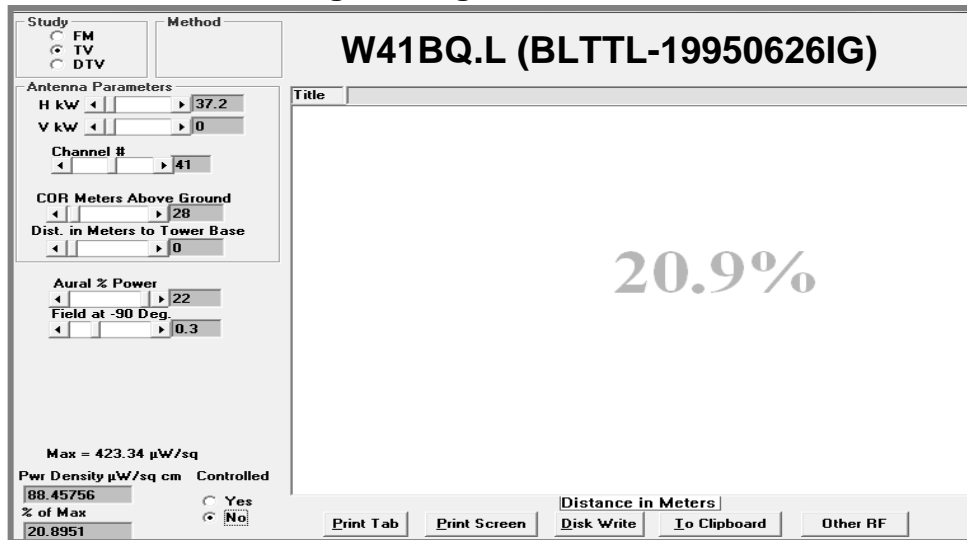 Study
FM
TV
DTV
Method
W41BQ.L (BLTTL-19950626IG)
Antenna Parameters
H kW 37.2
V kW 0
Channel #
41
COR Meters Above Ground
28
Dist. in Meters to Tower Base
0
Aural % Power
22
Field at -90 Deg.
0.3
Max = 423.34 µW/sq
Pwr Density µW/sq cm Controlled
88.45756
Yes
% of Max
No
20.8951
Title
20.9%
Distance in Meters
Print Tab Print Screen Disk Write To Clipboard Other RF